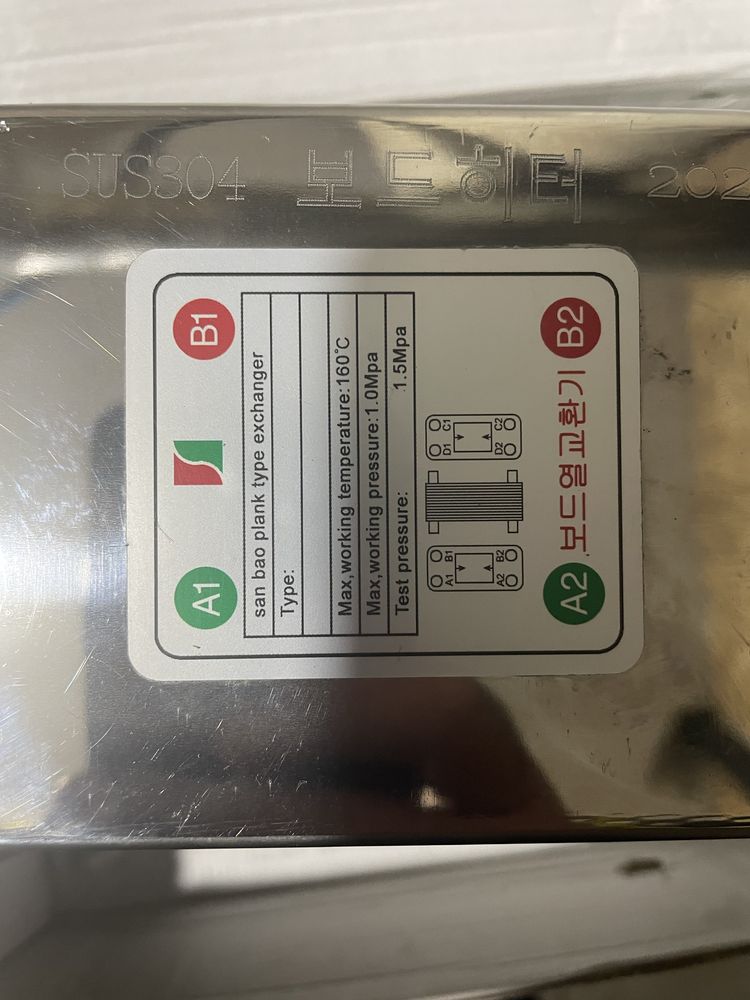 SUS304 보드히터 202
A1 B1
san bao plank type exchanger
Type:
Max,working temperature:160℃
Max,working pressure:1.0Mpa
Test pressure: 1.5Mpa
A1 B1
A2 B2
D1 C1
D2 C2
A2 보드열교환기 B2